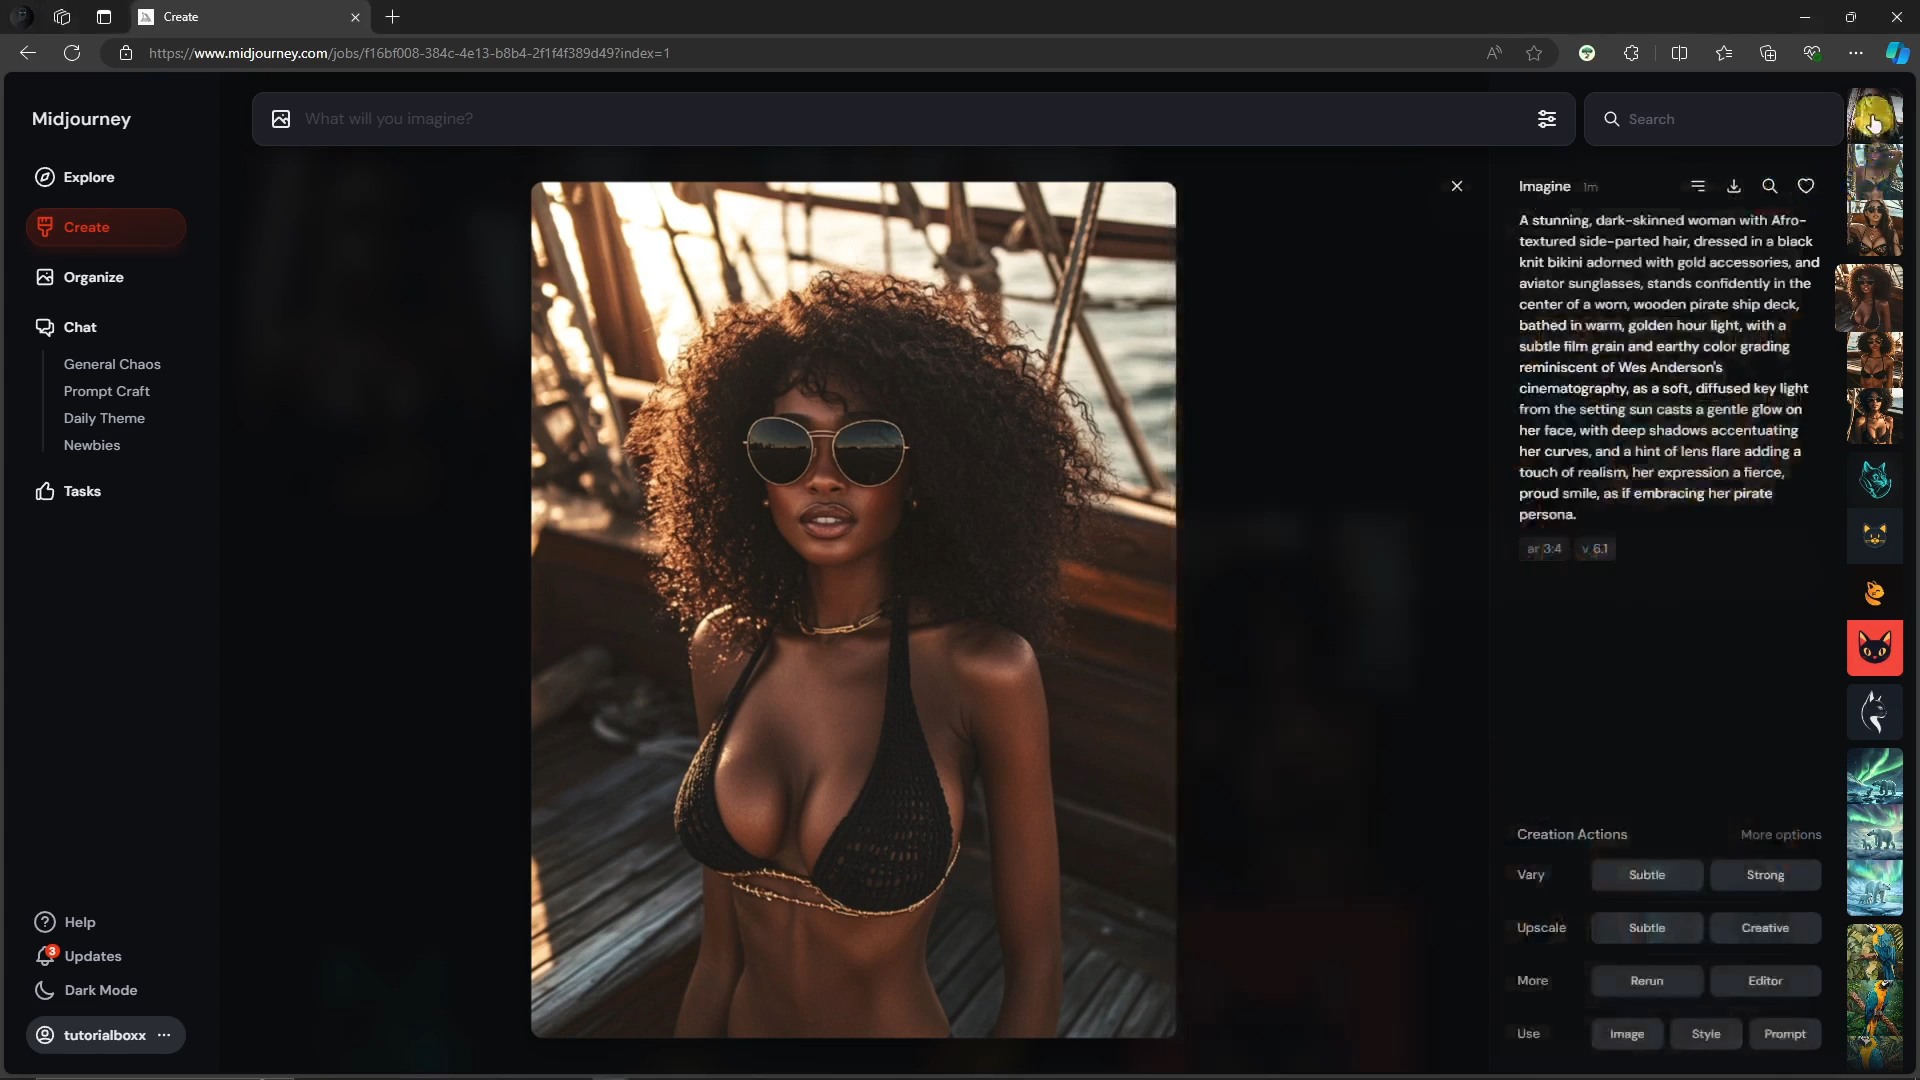 Create
https://www.midjourney.com/jobs/f16bf008-384c-4e13-b8b4-2f1f4f389d49?index=1
Midjourney
What will you imagine?
Search
Explore
Create
Organize
Chat
General Chaos
Prompt Craft
Daily Theme
Newbies
Tasks
Help
3
Updates
Dark Mode
tutorialboxx ...
Imagine 1m
A stunning, dark-skinned woman with Afro-
textured side-parted hair, dressed in a black
knit bikini adorned with gold accessories, and
aviator sunglasses, stands confidently in the
center of a worn, wooden pirate ship deck,
bathed in warm, golden hour light, with a
subtle film grain and earthy color grading
reminiscent of Wes Anderson's
cinematography, as a soft, diffused key light
from the setting sun casts a gentle glow on
her face, with deep shadows accentuating
her curves, and a hint of lens flare adding a
touch of realism, her expression a fierce,
proud smile, as if embracing her pirate
persona.
ar 3:4 v 6.1
Creation Actions More options
Vary Subtle Strong
Upscale Subtle Creative
More Rerun Editor
Use Image Style Prompt